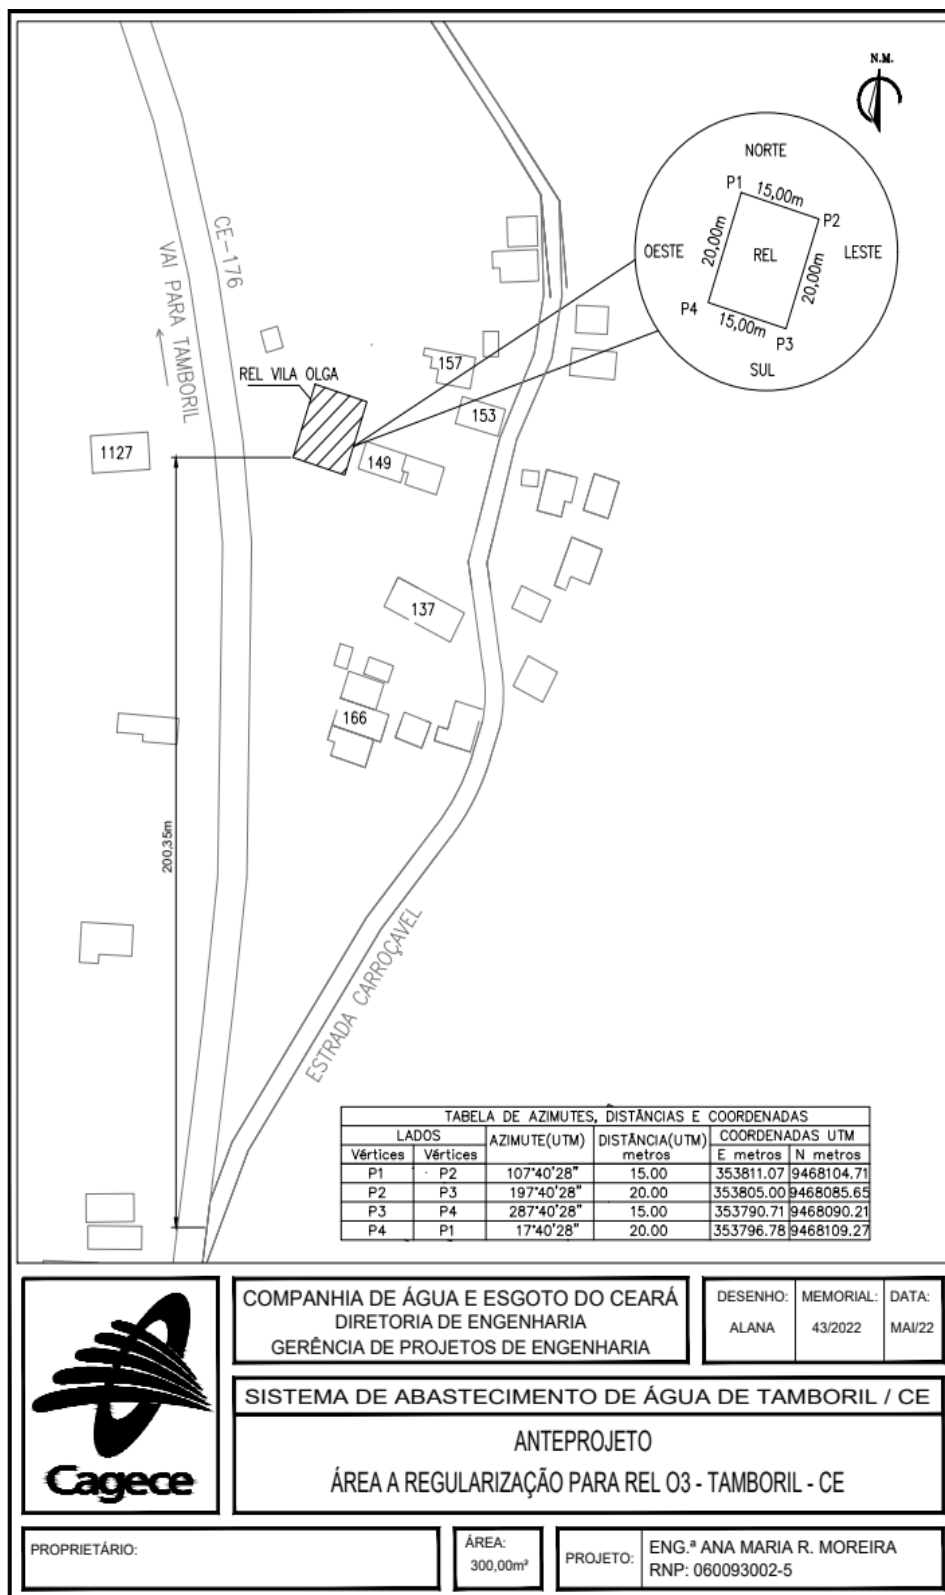 N.M.
NORTE
P1
15,00m
P2
20,00m
OESTE
REL
LESTE
20,00m
P4
15,00m
P3
SUL
CE-176
VAI PARA TAMBORIL
REL VILA OLGA
157
153
1127
149
137
166
200,35m
ESTRADA CARROÇAVEL
TABELA DE AZIMUTES, DISTÂNCIAS E COORDENADAS
LADOS AZIMUTE(UTM) DISTÂNCIA(UTM) metros COORDENADAS UTM
Vértices Vértices E metros N metros
P1 P2 107°40'28" 15.00 353811.07 9468104.71
P2 P3 197°40'28" 20.00 353805.00 9468085.65
P3 P4 287°40'28" 15.00 353790.71 9468090.21
P4 P1 17°40'28" 20.00 353796.78 9468109.27
Cagece
COMPANHIA DE ÁGUA E ESGOTO DO CEARÁ
DIRETORIA DE ENGENHARIA
GERÊNCIA DE PROJETOS DE ENGENHARIA
DESENHO:
ALANA
MEMORIAL:
43/2022
DATA:
MAI/22
SISTEMA DE ABASTECIMENTO DE ÁGUA DE TAMBORIL / CE
ANTEPROJETO
ÁREA A REGULARIZAÇÃO PARA REL O3 - TAMBORIL - CE
PROPRIETÁRIO:
ÁREA:
300,00m²
PROJETO:
ENG.ª ANA MARIA R. MOREIRA
RNP: 060093002-5